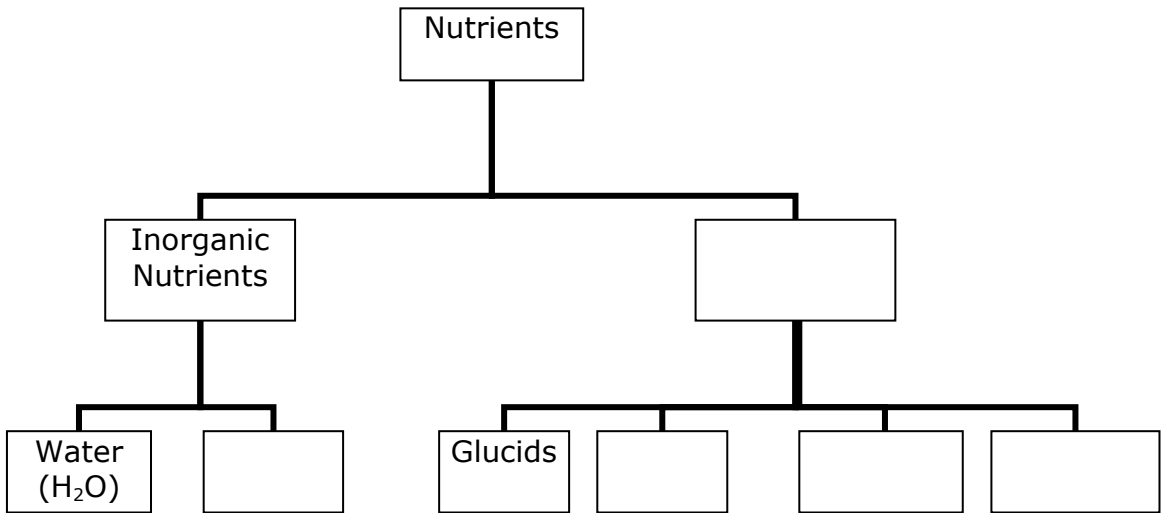 Nutrients
Inorganic
Nutrients
Water
(H₂O)
Glucids